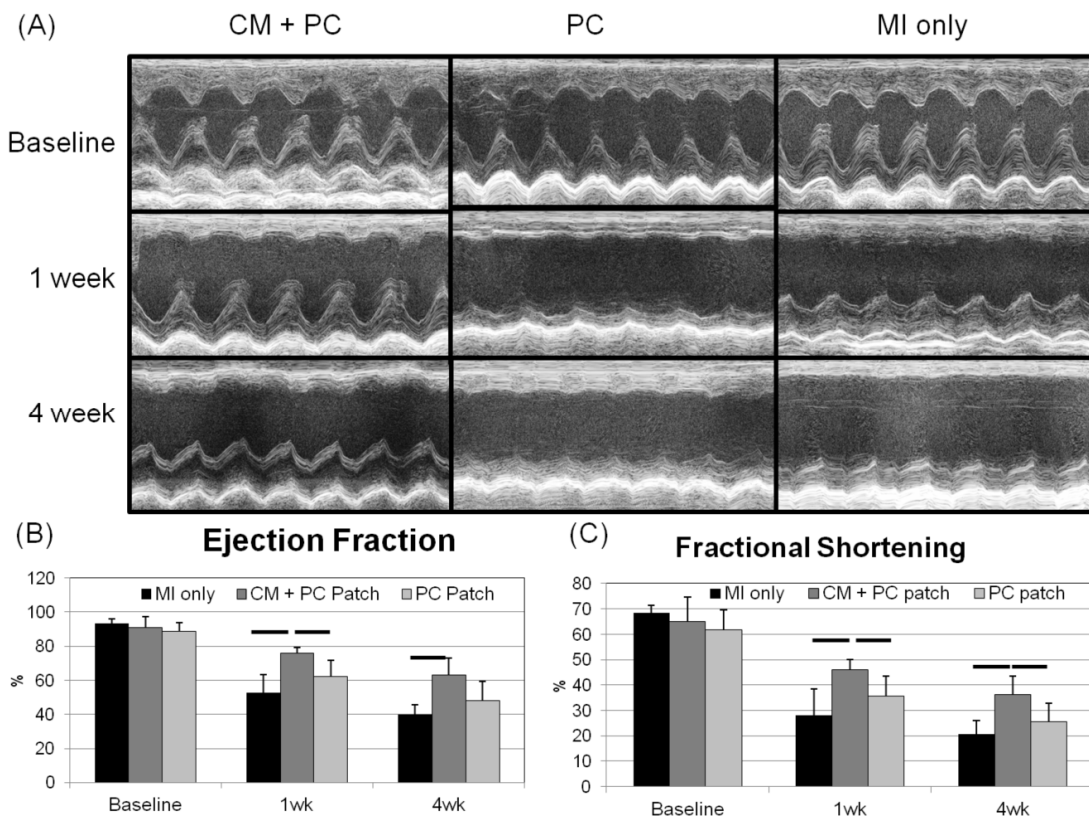 (A)
CM + PC PC MI only
Baseline
1 week
4 week
(B)
Ejection Fraction
120
100
80
60
40
20
0
%
MI only CM + PC Patch PC Patch
Baseline 1wk 4wk
(C)
Fractional Shortening
80
70
60
50
40
30
20
10
0
%
MI only CM + PC patch PC patch
Baseline 1wk 4wk